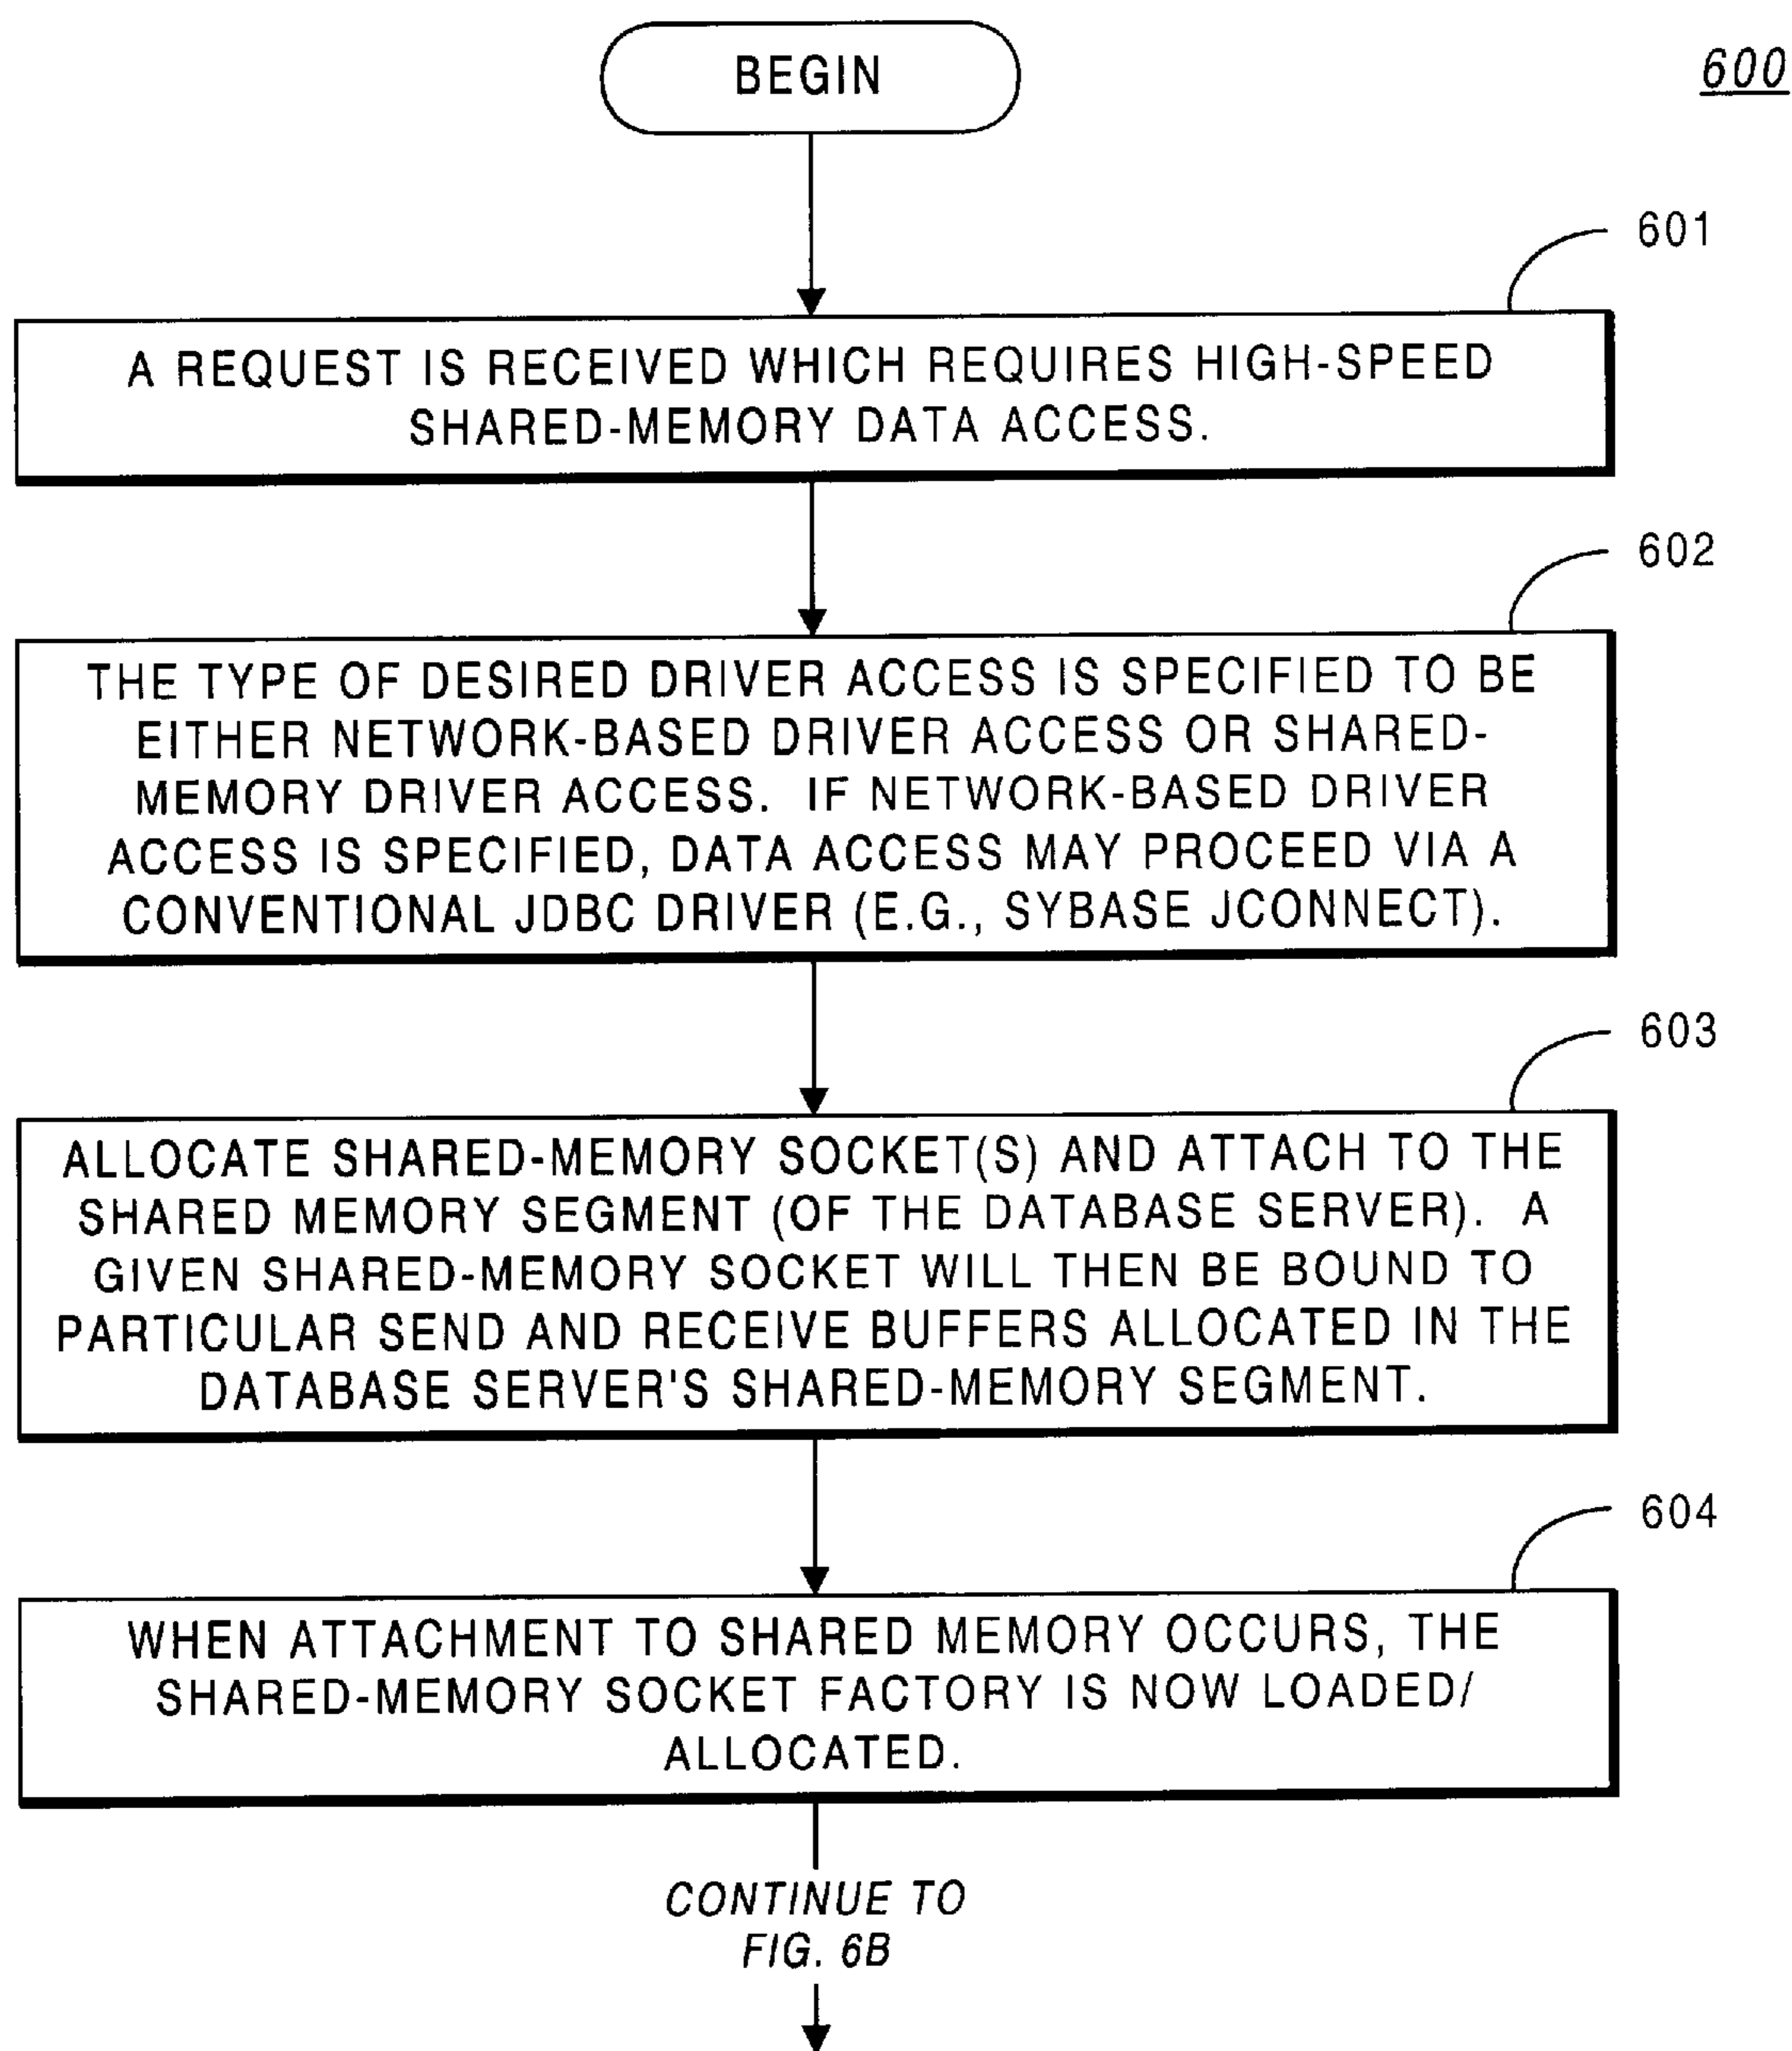 BEGIN
600
601
A REQUEST IS RECEIVED WHICH REQUIRES HIGH-SPEED
SHARED-MEMORY DATA ACCESS.
602
THE TYPE OF DESIRED DRIVER ACCESS IS SPECIFIED TO BE
EITHER NETWORK-BASED DRIVER ACCESS OR SHARED-
MEMORY DRIVER ACCESS. IF NETWORK-BASED DRIVER
ACCESS IS SPECIFIED, DATA ACCESS MAY PROCEED VIA A
CONVENTIONAL JDBC DRIVER (E.G., SYBASE JCONNECT).
603
ALLOCATE SHARED-MEMORY SOCKET(S) AND ATTACH TO THE
SHARED MEMORY SEGMENT (OF THE DATABASE SERVER). A
GIVEN SHARED-MEMORY SOCKET WILL THEN BE BOUND TO
PARTICULAR SEND AND RECEIVE BUFFERS ALLOCATED IN THE
DATABASE SERVER'S SHARED-MEMORY SEGMENT.
604
WHEN ATTACHMENT TO SHARED MEMORY OCCURS, THE
SHARED-MEMORY SOCKET FACTORY IS NOW LOADED/
ALLOCATED.
CONTINUE TO
FIG. 6B